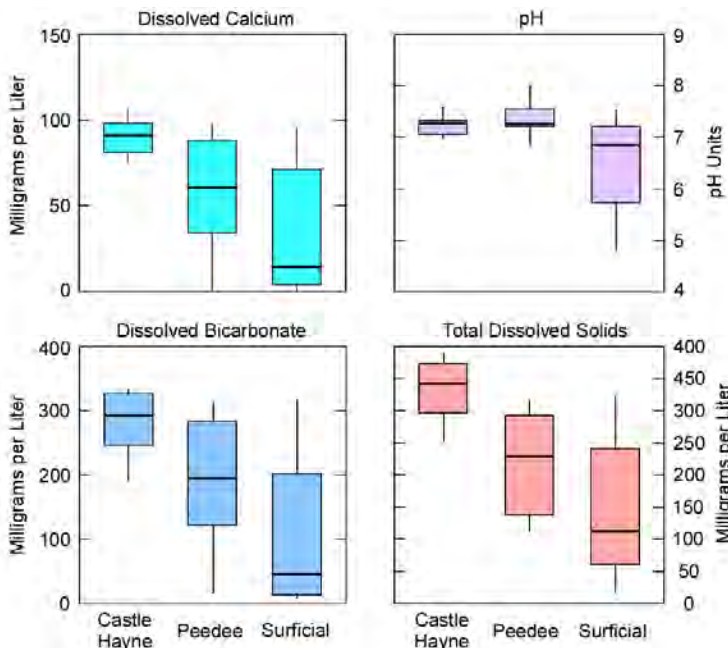 Dissolved Calcium
pH
Milligrams per Liter
150
100
50
0
9
8
7
6
5
4
pH Units
Dissolved Bicarbonate
Total Dissolved Solids
Milligrams per Liter
400
300
200
100
0
400
450
300
250
200
150
100
50
0
Milligrams per Liter
Castle
Hayne
Peedee
Surficial
Castle
Hayne
Peedee
Surficial